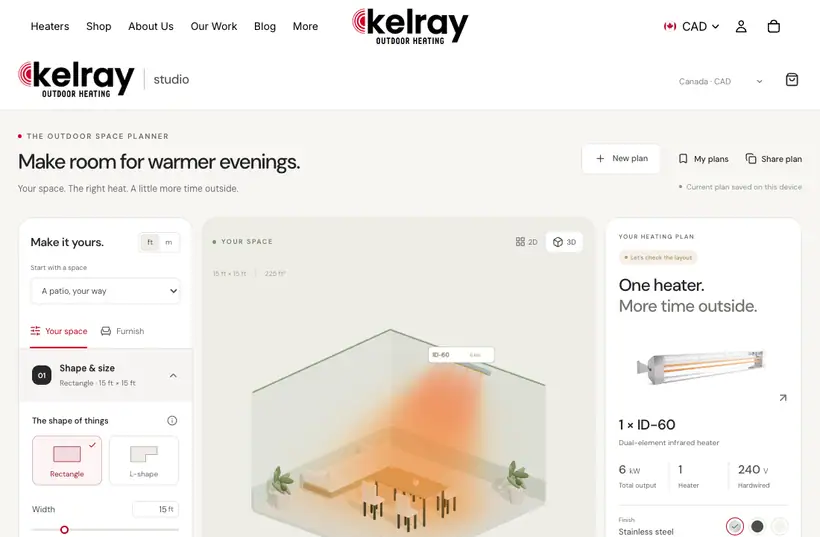 Heaters Shop About Us Our Work Blog More
kelray
OUTDOOR HEATING
CAD
kelray
OUTDOOR HEATING
studio
Canada · CAD
THE OUTDOOR SPACE PLANNER
Make room for warmer evenings.
Your space. The right heat. A little more time outside.
New plan
My plans
Share plan
Current plan saved on this device
Make it yours.
ft m
Start with a space
A patio, your way
Your space
Furnish
01
Shape & size
Rectangle · 15 ft × 15 ft
The shape of things
Rectangle
L-shape
Width
15 ft
YOUR SPACE
2D
3D
15 ft × 15 ft
225 ft²
ID-60
6 kW
YOUR HEATING PLAN
Let's check the layout
One heater.
More time outside.
1 × ID-60
Dual-element infrared heater
6 kW
Total output
1
Heater
240 V
Hardwired
Finish
Stainless steel